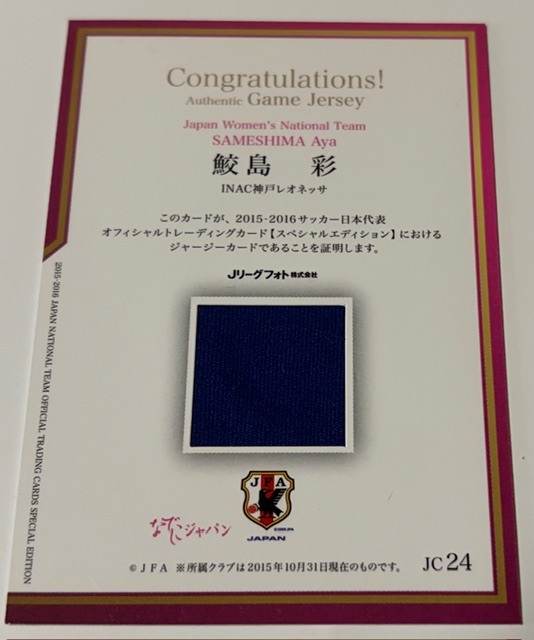 Congratulations!
Authentic Game Jersey
Japan Women's National Team
SAMESHIMA Aya
鮫島 彩
INAC神戸レオネッサ
このカードが、2015-2016サッカー日本代表
オフィシャルトレーディングカード【スペシャルエディション】における
ジャージーカードであることを証明します。
Jリーグフォト株式会社
2015-2016 JAPAN NATIONAL TEAM OFFICIAL TRADING CARDS SPECIAL EDITION
JFA
JAPAN
なでしこジャパン
© JFA ※所属クラブは2015年10月31日現在のものです。
JC 24